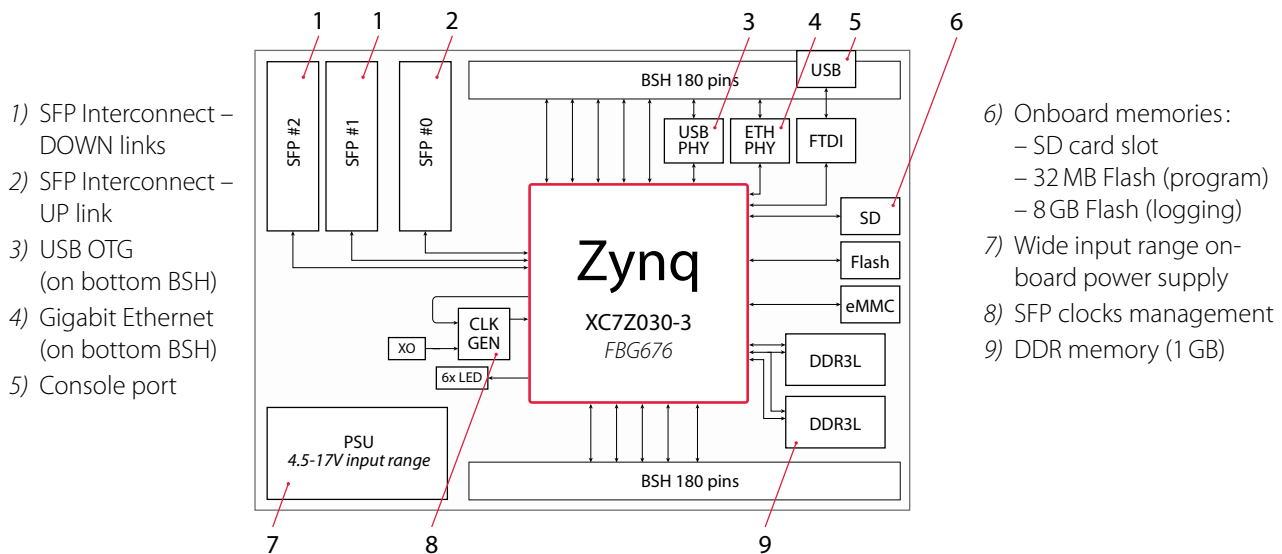 1 1 2 3 4 5 6
1) SFP Interconnect –
DOWN links
2) SFP Interconnect –
UP link
3) USB OTG
(on bottom BSH)
4) Gigabit Ethernet
(on bottom BSH)
5) Console port
SFP #2
SFP #1
SFP #0
BSH 180 pins
USB
USB
PHY
ETH
PHY
FTDI
Zynq
XC7Z030-3
FBG676
SD
Flash
eMMC
CLK
GEN
XO
6x LED
DDR3L
DDR3L
PSU
4.5-17V input range
BSH 180 pins
6) Onboard memories:
– SD card slot
– 32 MB Flash (program)
– 8 GB Flash (logging)
7) Wide input range on-
board power supply
8) SFP clocks management
9) DDR memory (1 GB)
7 8 9